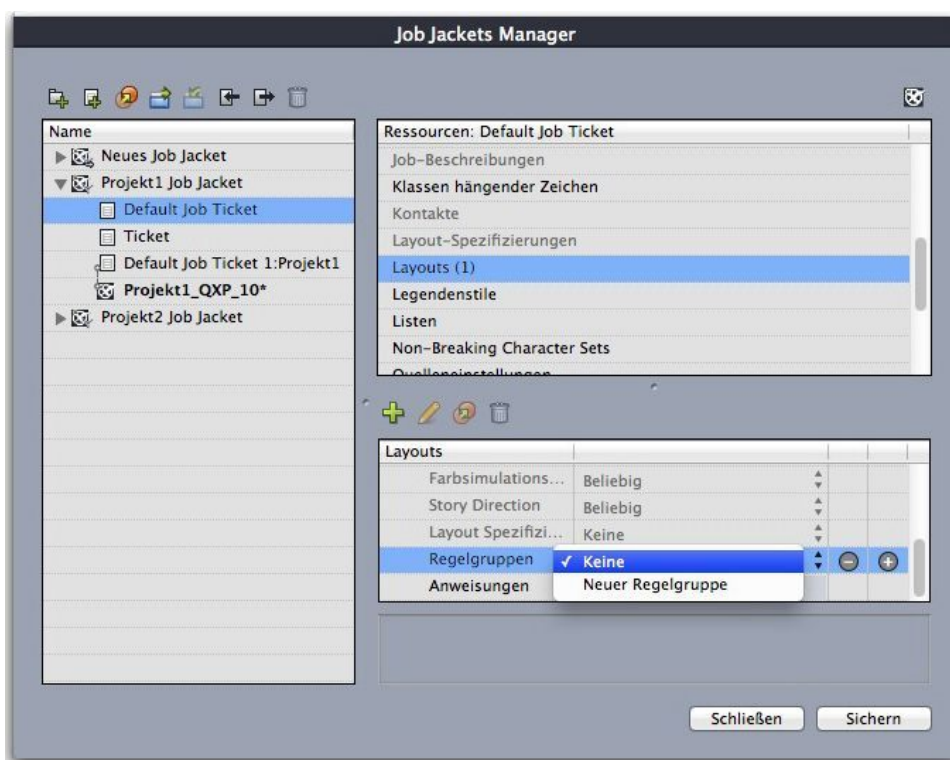 Job Jackets Manager
Name
Neues Job Jacket
Projekt1 Job Jacket
Default Job Ticket
Ticket
Default Job Ticket 1:Projekt1
Projekt1_QXP_10*
Projekt2 Job Jacket
Ressourcen: Default Job Ticket
Job-Beschreibungen
Klassen hängender Zeichen
Kontakte
Layout-Spezifizierungen
Layouts (1)
Legendenstile
Listen
Non-Breaking Character Sets
Quelleneinstellungen
Layouts
Farbsimulations... Beliebig
Story Direction Beliebig
Layout Spezifizi... Keine
Regelgruppen ✓ Keine
Anweisungen Neuer Regelgruppe
Schließen Sichern